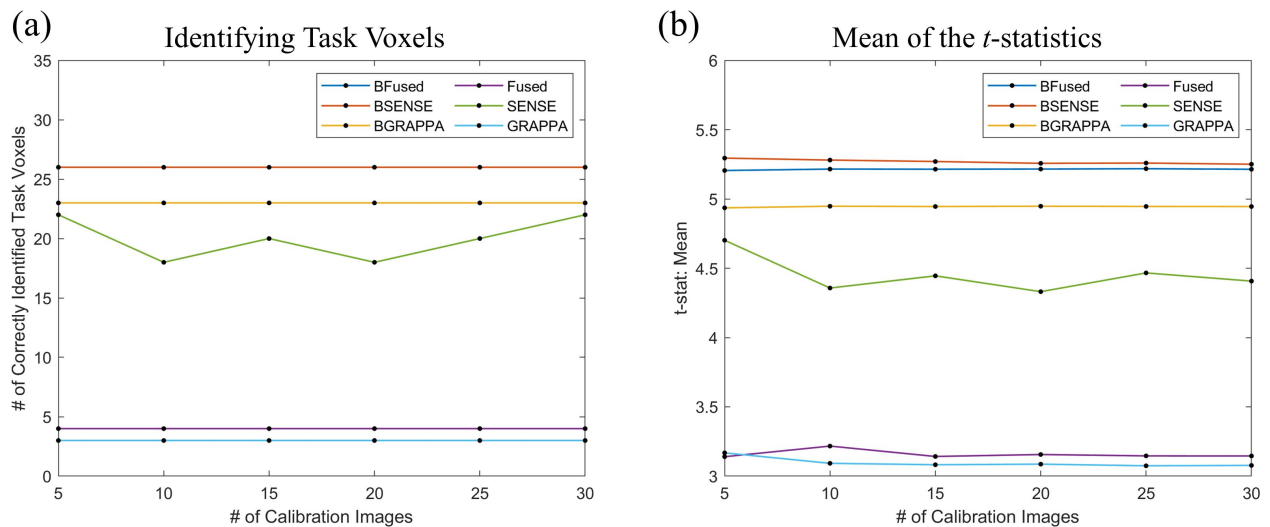 (a)
Identifying Task Voxels
35
30
25
20
15
10
5
0
# of Correctly Identified Task Voxels
BFused
Fused
BSENSE
SENSE
BGRAPPA
GRAPPA
5 10 15 20 25 30
# of Calibration Images
(b)
Mean of the t-statistics
6
5.5
5
4.5
4
3.5
3
t-stat: Mean
BFused
Fused
BSENSE
SENSE
BGRAPPA
GRAPPA
5 10 15 20 25 30
# of Calibration Images